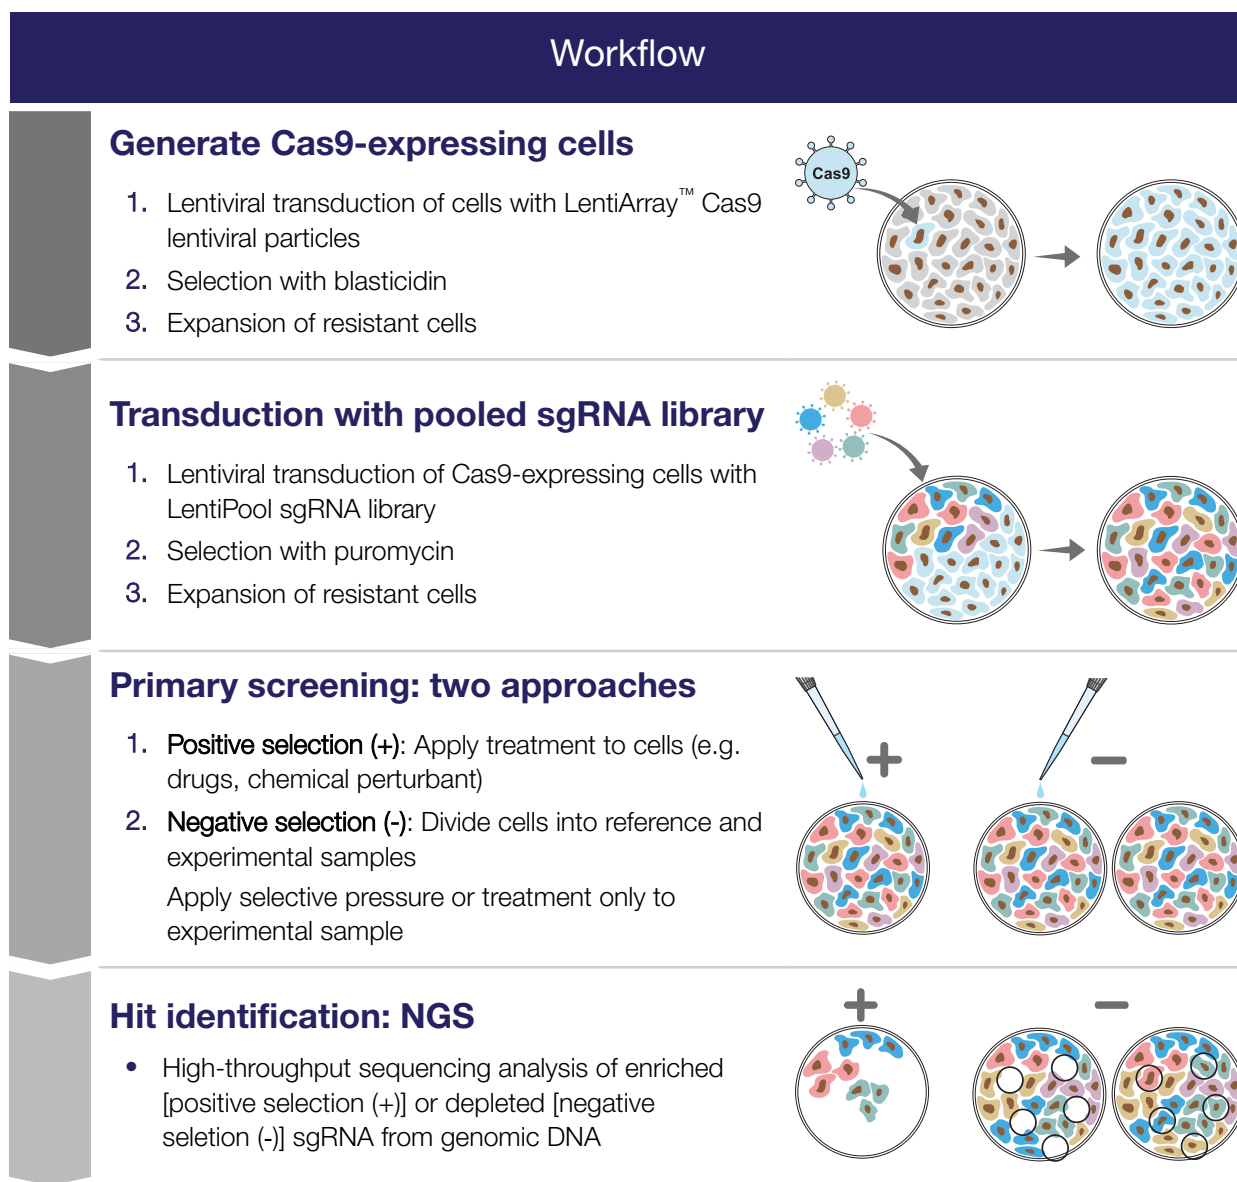 Workflow
Generate Cas9-expressing cells
1. Lentiviral transduction of cells with LentiArray™ Cas9
lentiviral particles
2. Selection with blasticidin
3. Expansion of resistant cells
Cas9
Transduction with pooled sgRNA library
1. Lentiviral transduction of Cas9-expressing cells with
LentiPool sgRNA library
2. Selection with puromycin
3. Expansion of resistant cells
Primary screening: two approaches
1. Positive selection (+): Apply treatment to cells (e.g.
drugs, chemical perturbant)
2. Negative selection (-): Divide cells into reference and
experimental samples
Apply selective pressure or treatment only to
experimental sample
+ −
Hit identification: NGS
• High-throughput sequencing analysis of enriched
[positive selection (+)] or depleted [negative
seletion (-)] sgRNA from genomic DNA
+ −